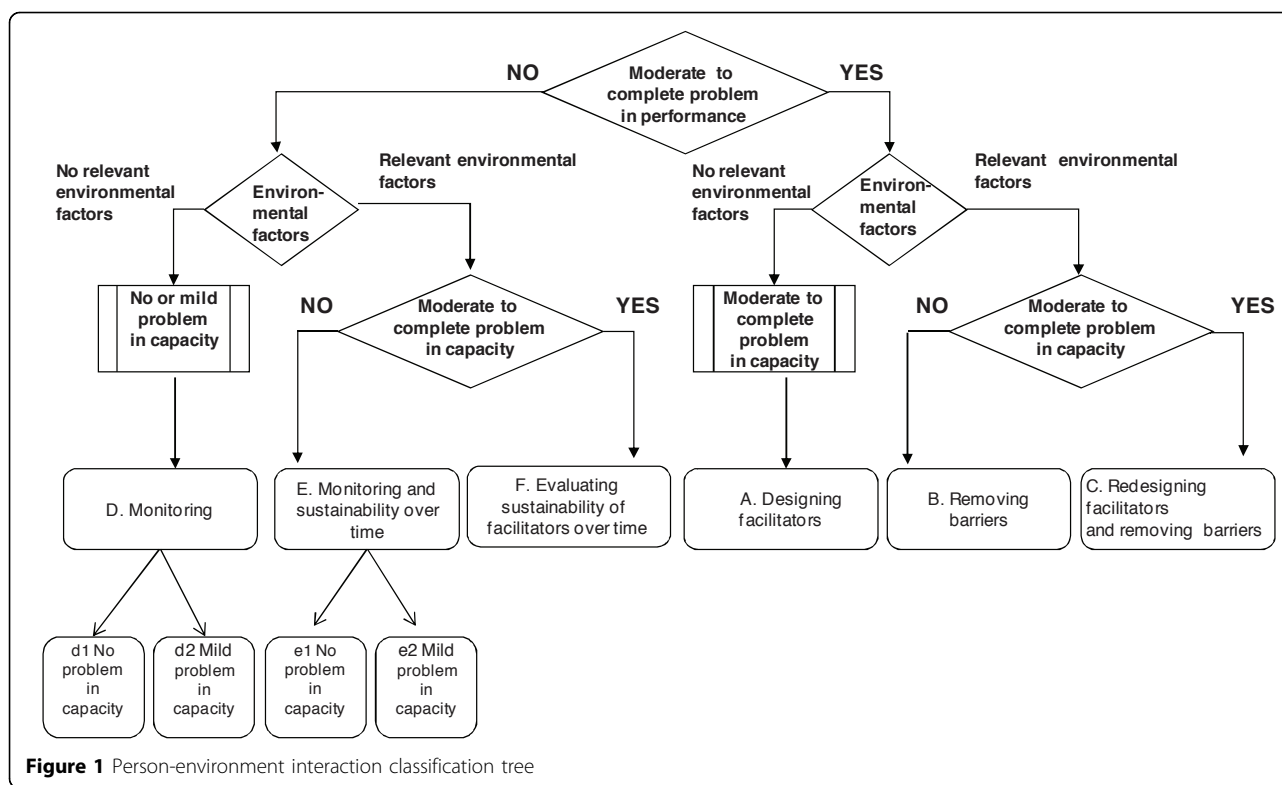 NO
Moderate to
complete problem
in performance
YES
No relevant
environmental
factors
Environ-
mental
factors
Relevant environmental
factors
No relevant
environmental
factors
Environ-
mental
factors
Relevant environmental
factors
No or mild
problem
in capacity
NO
Moderate to
complete problem
in capacity
YES
Moderate to
complete
problem
in capacity
NO
Moderate to
complete problem
in capacity
YES
D. Monitoring
E. Monitoring and
sustainability over
time
F. Evaluating
sustainability of
facilitators over time
A. Designing
facilitators
B. Removing
barriers
C. Redesigning
facilitators
and removing barriers
d1 No
problem
in
capacity
d2 Mild
problem
in
capacity
e1 No
problem
in
capacity
e2 Mild
problem
in
capacity
Figure 1 Person-environment interaction classification tree